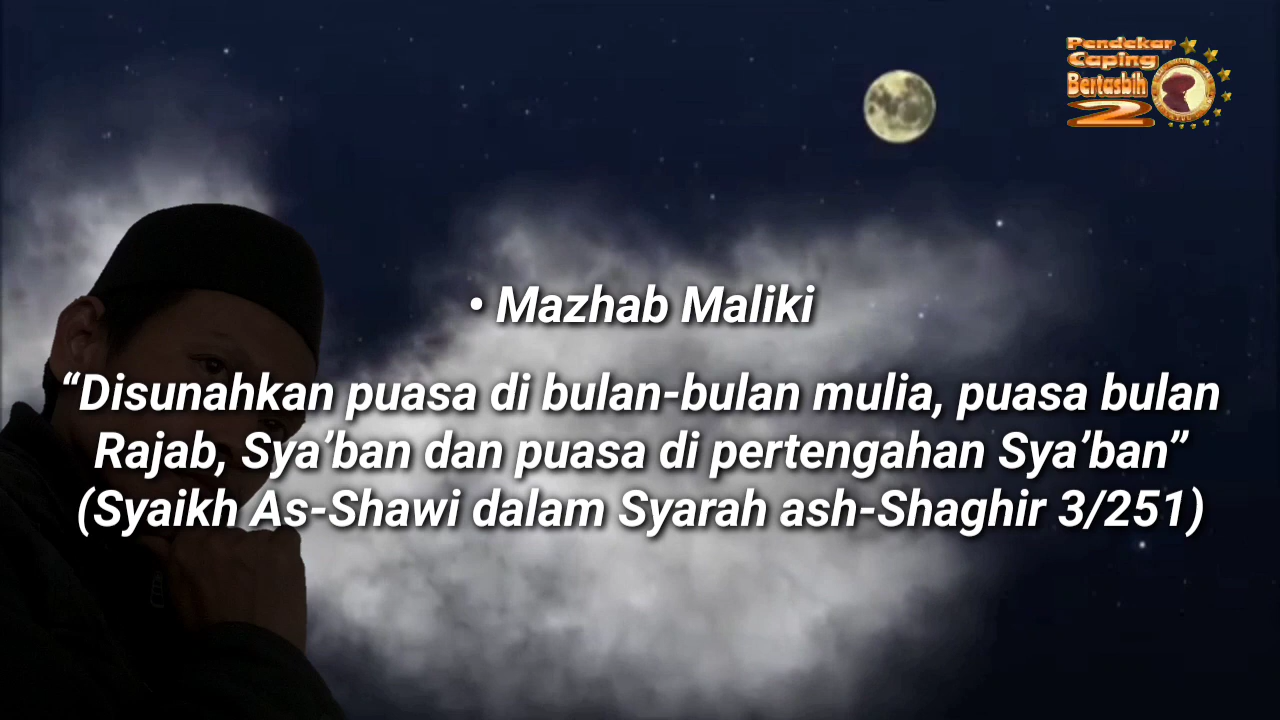 Pendekar
Caping
Bertasbih
2
• Mazhab Maliki
“Disunahkan puasa di bulan-bulan mulia, puasa bulan
Rajab, Sya’ban dan puasa di pertengahan Sya’ban”
(Syaikh As-Shawi dalam Syarah ash-Shaghir 3/251)